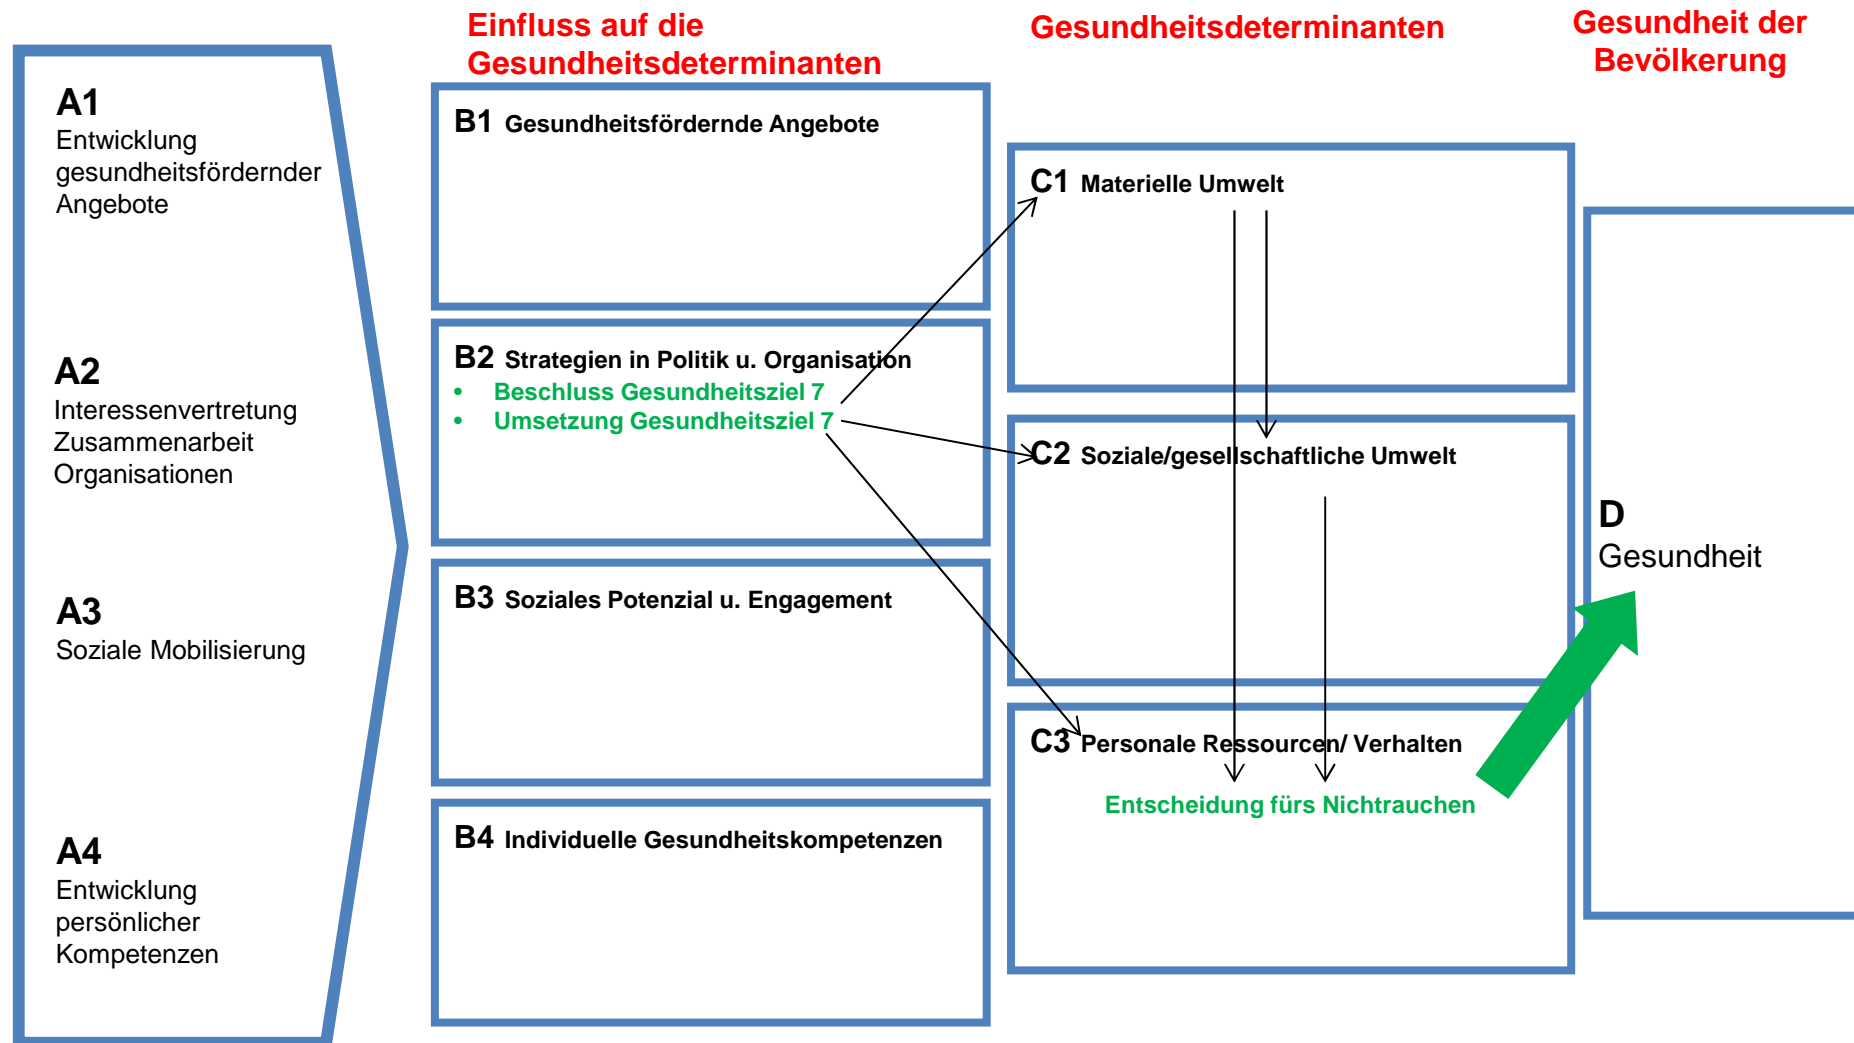 Einfluss auf die
Gesundheitsdeterminanten
Gesundheitsdeterminanten
Gesundheit der
Bevölkerung
A1
Entwicklung
gesundheitsfördernder
Angebote
A2
Interessenvertretung
Zusammenarbeit
Organisationen
A3
Soziale Mobilisierung
A4
Entwicklung
persönlicher
Kompetenzen
B1 Gesundheitsfördernde Angebote
B2 Strategien in Politik u. Organisation
• Beschluss Gesundheitsziel 7
• Umsetzung Gesundheitsziel 7
B3 Soziales Potenzial u. Engagement
B4 Individuelle Gesundheitskompetenzen
C1 Materielle Umwelt
C2 Soziale/gesellschaftliche Umwelt
C3 Personale Ressourcen/ Verhalten
Entscheidung fürs Nichtrauchen
D
Gesundheit